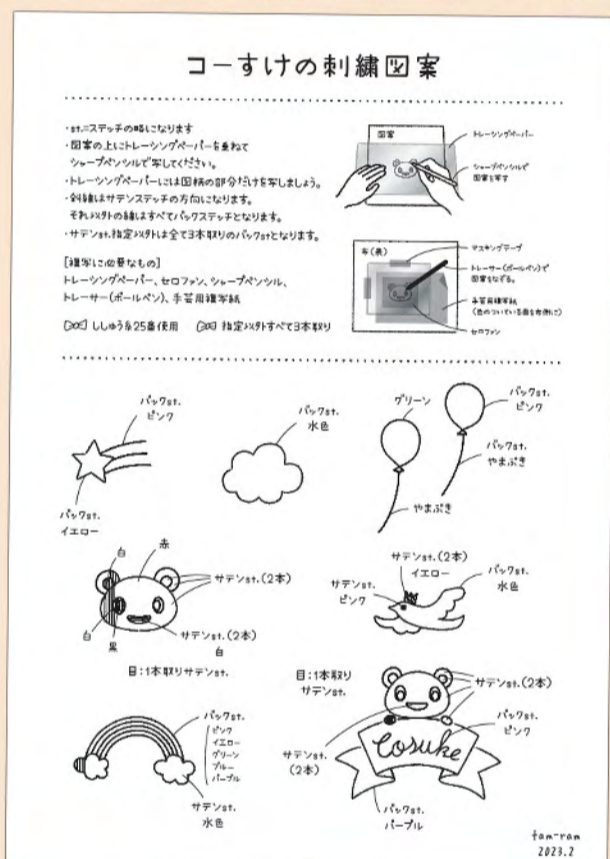 コーすけの刺繍図案
・st.=ステッチの略になります
・図案の上にトレーシングペーパーを重ねて
シャープペンシルで写してください。
・トレーシングペーパーには図柄の部分だけを写しましょう。
・斜線はサテンステッチの方向になります。
それ以外の線はすべてバックステッチとなります。
・サテンst.指定以外は全て3本取りのバックst.となります。
[複写に必要なもの]
トレーシングペーパー、セロファン、シャープペンシル、
トレーサー(ボールペン)、手芸用複写紙
ししゅう糸25番使用 指定以外すべて3本取り
図案
トレーシングペーパー
シャープペンシルで
図案を写す
布(表)
マスキングテープ
トレーサー(ボールペン)で
図案をなぞる。
手芸用複写紙
(色のついている面を布側に)
セロファン
バックst.
ピンク
バックst.
イエロー
バックst.
水色
グリーン
やまぶき
バックst.
ピンク
バックst.
やまぶき
白
赤
サテンst.(2本)
サテンst.(2本)
白
白
黒
目:1本取りサテンst.
サテンst.(2本)
イエロー
サテンst.
ピンク
バックst.
水色
バックst.
ピンク
イエロー
グリーン
ブルー
パープル
サテンst.
水色
目:1本取り
サテンst.
サテンst.(2本)
バックst.
ピンク
サテンst.
(2本)
Cosuke
バックst.
パープル
tam-ram
2023.2